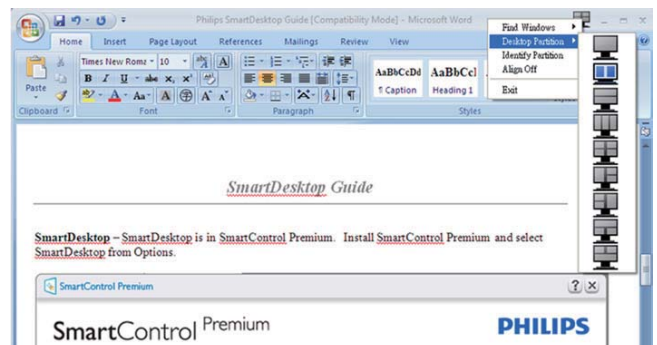 Philips SmartDesktop Guide [Compatibility Mode] - Microsoft Word
Find Windows
Desktop Partition
Identify Partition
Align Off
Exit
Home Insert Page Layout References Mailings Review View
Paste
Times New Roma 10
B I U abc x, x²
Aa A A A
AaBbCcDd AaBbCcl
¶ Caption Heading 1
Clipboard Font Paragraph Styles
SmartDesktop Guide
SmartDesktop – SmartDesktop is in SmartControl Premium. Install SmartControl Premium and select
SmartDesktop from Options.
SmartControl Premium
SmartControl Premium PHILIPS